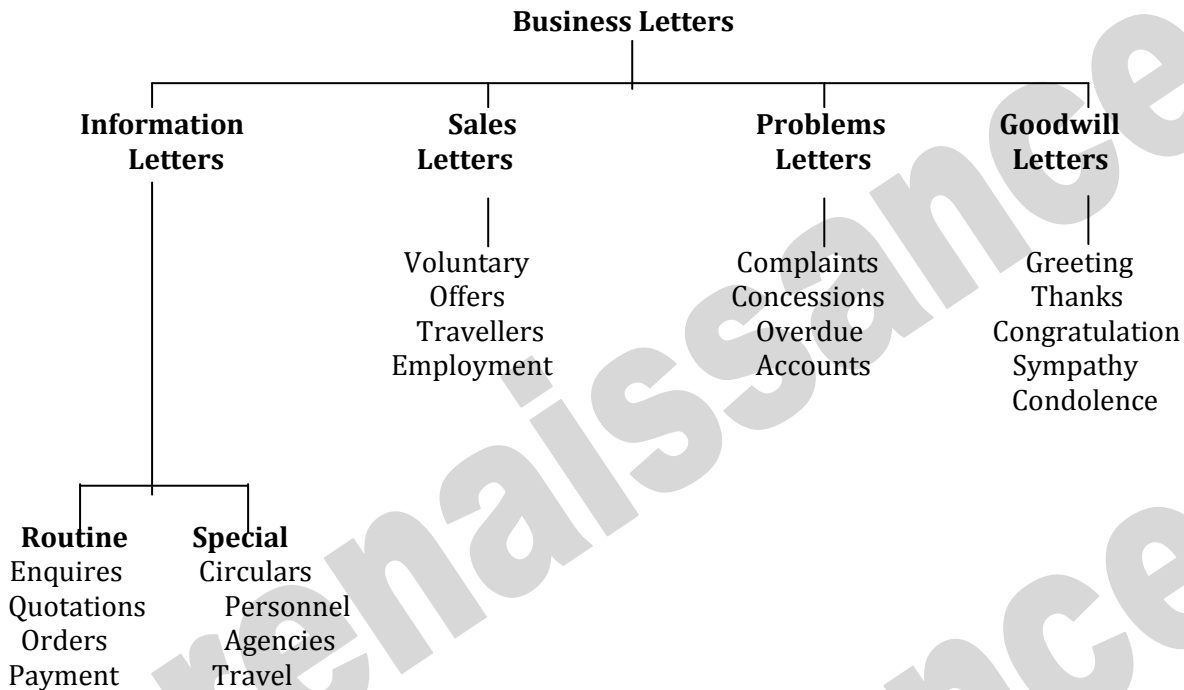 Business Letters
Information Letters
Sales Letters
Problems Letters
Goodwill Letters
Voluntary
Offers
Travellers
Employment
Complaints
Concessions
Overdue
Accounts
Greeting
Thanks
Congratulation
Sympathy
Condolence
Routine
Enquires
Quotations
Orders
Payment
Special
Circulars
Personnel
Agencies
Travel
renaissance